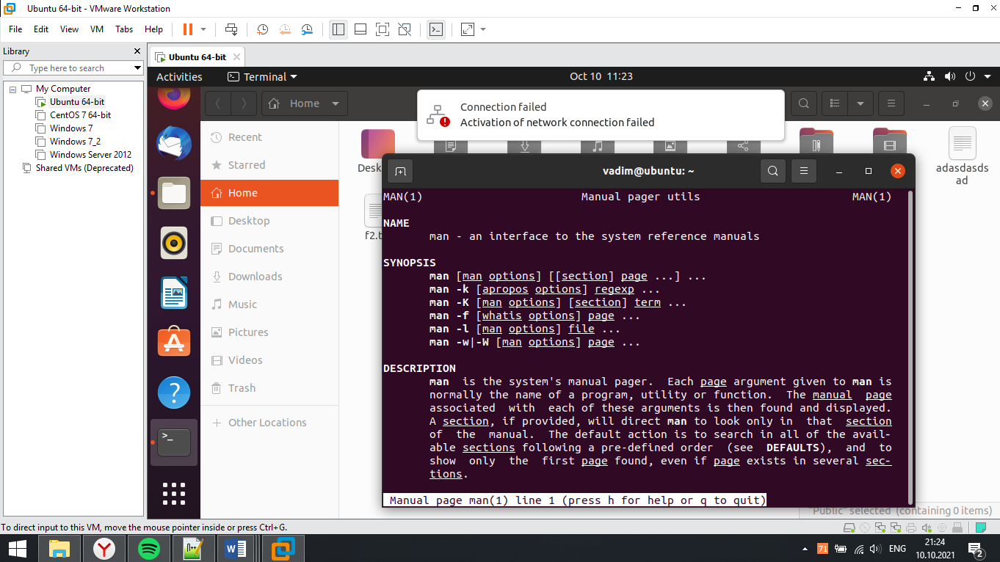 Ubuntu 64-bit - VMware Workstation
File Edit View VM Tabs Help
Library
Type here to search
My Computer
Ubuntu 64-bit
CentOS 7 64-bit
Windows 7
Windows 7_2
Windows Server 2012
Shared VMs (Deprecated)
Ubuntu 64-bit
Activities Terminal Oct 10 11:23
Home
Connection failed
Activation of network connection failed
Recent
Starred
Home
Desktop
Documents
Downloads
Music
Pictures
Videos
Trash
Other Locations
Desk
adasdasds
ad
f2.t
vadim@ubuntu: ~
MAN(1) Manual pager utils MAN(1)
NAME
man - an interface to the system reference manuals
SYNOPSIS
man [man options] [[section] page ...] ...
man -k [apropos options] regexp ...
man -K [man options] [section] term ...
man -f [whatis options] page ...
man -l [man options] file ...
man -w|-W [man options] page ...
DESCRIPTION
man is the system's manual pager. Each page argument given to man is
normally the name of a program, utility or function. The manual page
associated with each of these arguments is then found and displayed.
A section, if provided, will direct man to look only in that section
of the manual. The default action is to search in all of the avail-
able sections following a pre-defined order (see DEFAULTS), and to
show only the first page found, even if page exists in several sec-
tions.
Manual page man(1) line 1 (press h for help or q to quit)
"Public" selected (containing 0 items)
To direct input to this VM, move the mouse pointer inside or press Ctrl+G.
71 ENG 21:24
10.10.2021
2